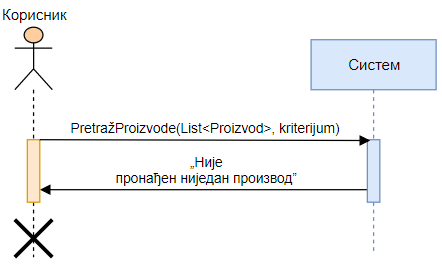 Корисник
Систем
PretražProizvode(List<Proizvod>, kriterijum)
„Није
пронађен ниједан производ”